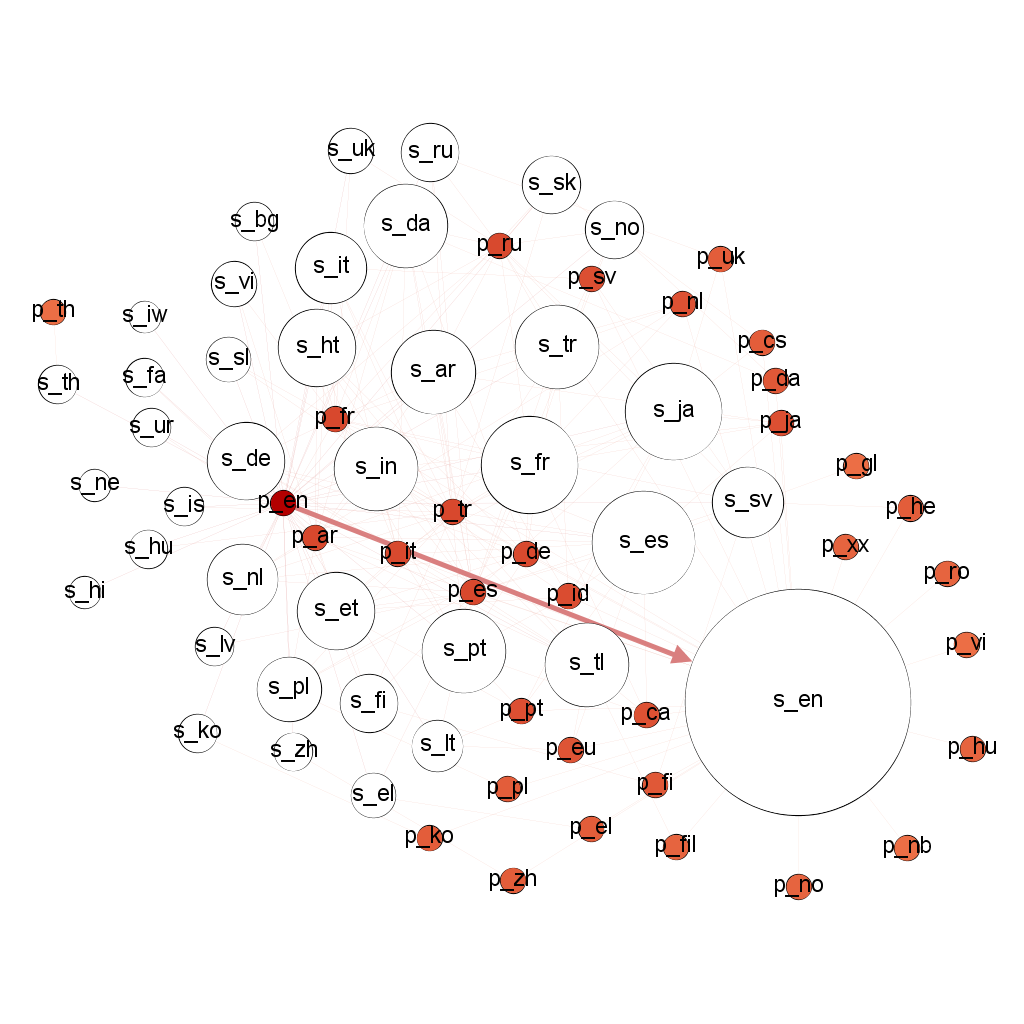 s_uk
s_ru
s_sk
s_bg
s_da
s_no
p_ru
p_uk
s_it
p_sv
s_vi
p_nl
p_th
s_iw
s_ht
s_tr
p_cs
s_sl
s_ar
s_th
s_fa
p_da
s_ja
p_fr
s_ur
p_ja
s_de
s_in
s_fr
p_gl
s_ne
s_is
p_en
s_sv
p_he
p_tr
p_ar
s_es
p_xx
s_hu
p_it
p_de
p_ro
s_hi
s_nl
p_es
p_id
s_et
s_lv
s_pt
s_tl
p_vi
s_pl
s_fi
s_en
p_pt
p_ca
s_ko
s_zh
s_lt
p_eu
p_hu
s_el
p_pl
p_fi
p_ko
p_el
p_fil
p_nb
p_zh
p_no